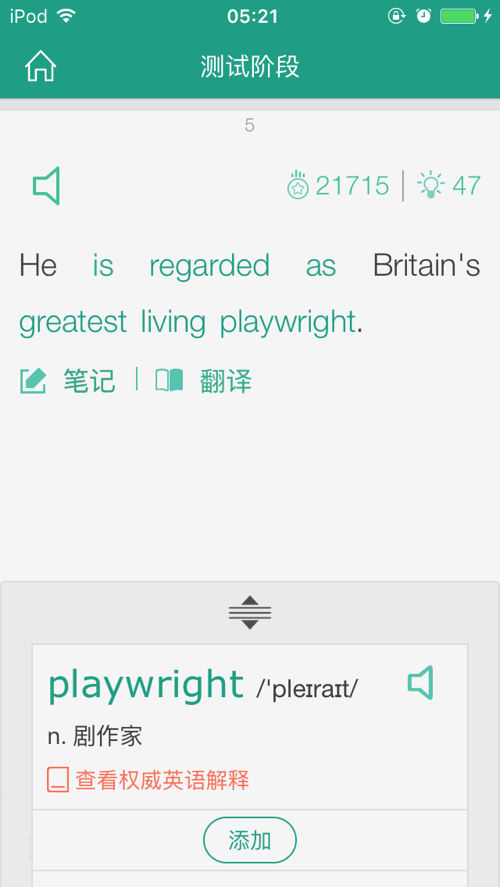 iPod 05:21
测试阶段
5
21715 47
He is regarded as Britain's
greatest living playwright.
笔记 翻译
playwright /'pleɪraɪt/
n. 剧作家
查看权威英语解释
添加